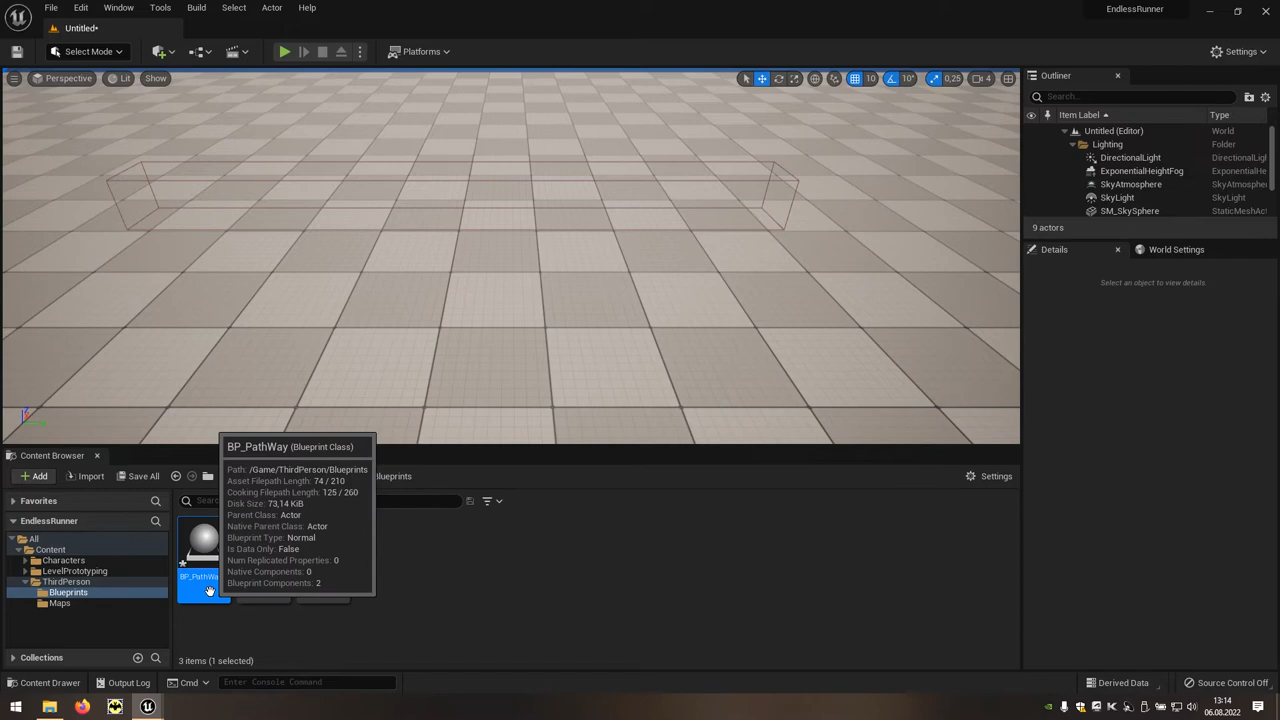 File Edit Window Tools Build Select Actor Help
EndlessRunner
Untitled*
Select Mode
Platforms
Settings
Perspective
Lit
Show
10
10°
0,25
4
Outliner
Search...
Item Label
Type
Untitled (Editor)
World
Lighting
Folder
DirectionalLight
DirectionalLigh
ExponentialHeightFog
ExponentialHe
SkyAtmosphere
SkyAtmospher
SkyLight
SkyLight
SM_SkySphere
StaticMeshAct
9 actors
Details
World Settings
Select an object to view details
BP_PathWay (Blueprint Class)
Path: /Game/ThirdPerson/Blueprints
Asset Filepath Length: 74 / 210
Cooking Filepath Length: 125 / 260
Disk Size: 73,14 KiB
Parent Class: Actor
Native Parent Class: Actor
Blueprint Type: Normal
Is Data Only: False
Num Replicated Properties: 0
Native Components: 0
Blueprint Components: 2
Content Browser
Add
Import
Save All
Blueprints
Settings
Favorites
Sear
EndlessRunner
All
Content
Characters
LevelPrototyping
ThirdPerson
Blueprints
Maps
BP_PathWa
Collections
3 items (1 selected)
Content Drawer
Output Log
Cmd
Enter Console Command
Derived Data
Source Control Off
13:14
06.08.2022